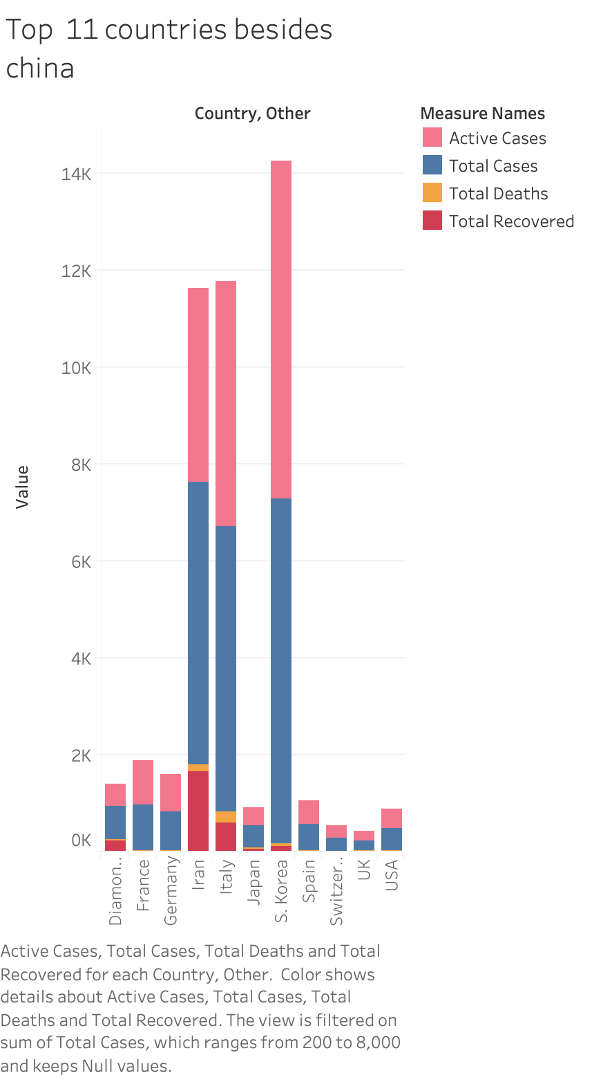 Top  11 countries besides
china
Country, Other
Measure Names
Active Cases
Total Cases
Total Deaths
Total Recovered
Value
14K
12K
10K
8K
6K
4K
2K
0K
Diamon..
France
Germany
Iran
Italy
Japan
S. Korea
Spain
Switzer..
UK
USA
Active Cases, Total Cases, Total Deaths and Total
Recovered for each Country, Other.  Color shows
details about Active Cases, Total Cases, Total
Deaths and Total Recovered. The view is filtered on
sum of Total Cases, which ranges from 200 to 8,000
and keeps Null values.